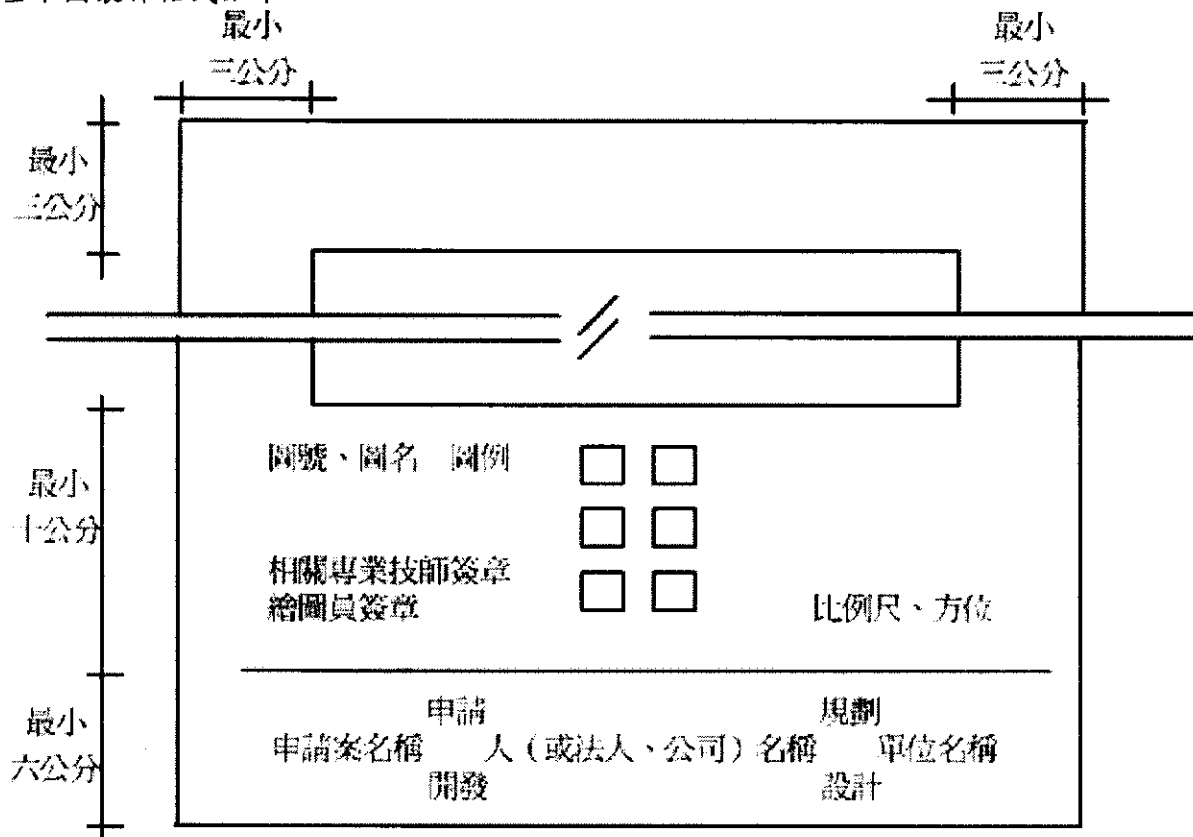 最小
三公分
最小
三公分
最小
三公分
圖號、圖名 圖例
最小
十公分
相關專業技師簽章
繪圖員簽章
比例尺、方位
申請 規劃
最小
申請案名稱 人（或法人、公司）名稱 單位名稱
六公分
開發 設計